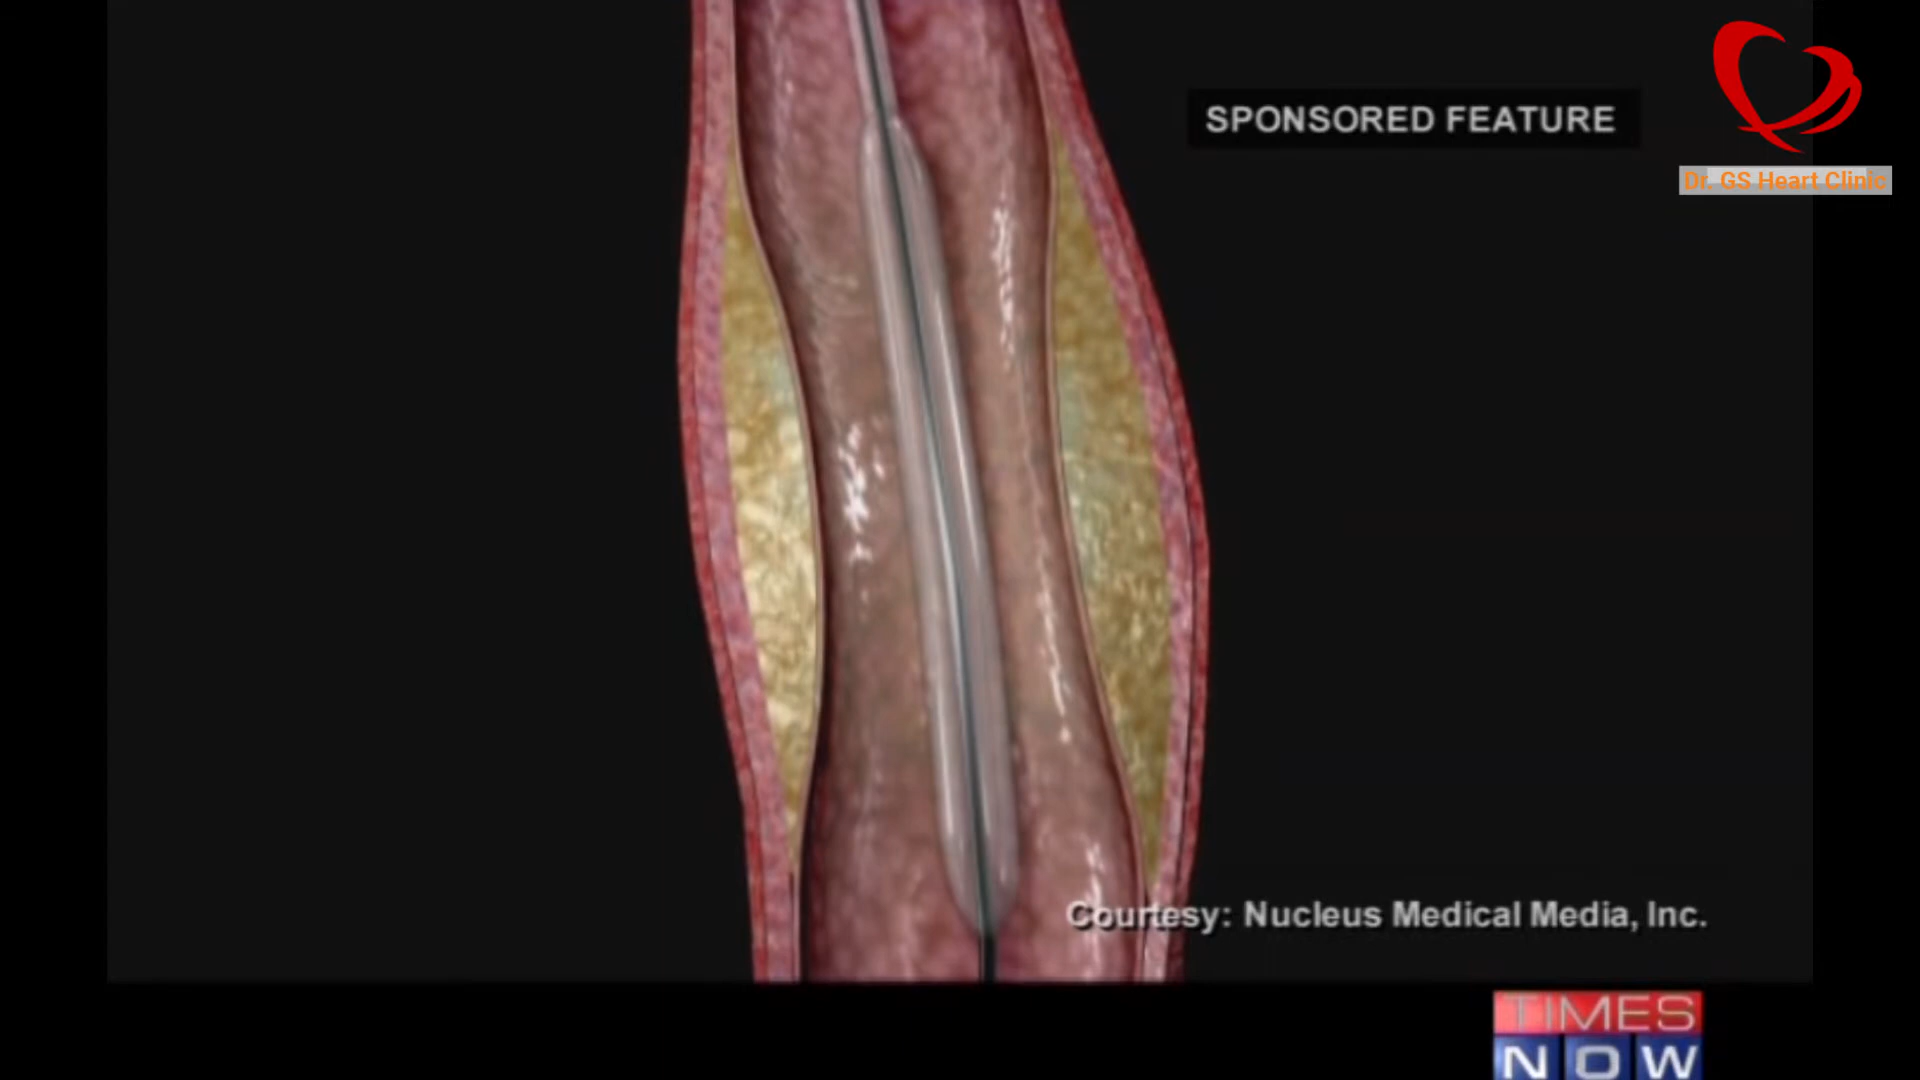 SPONSORED FEATURE
Dr. GS Heart Clinic
Courtesy: Nucleus Medical Media, Inc.
TIMES
NOW